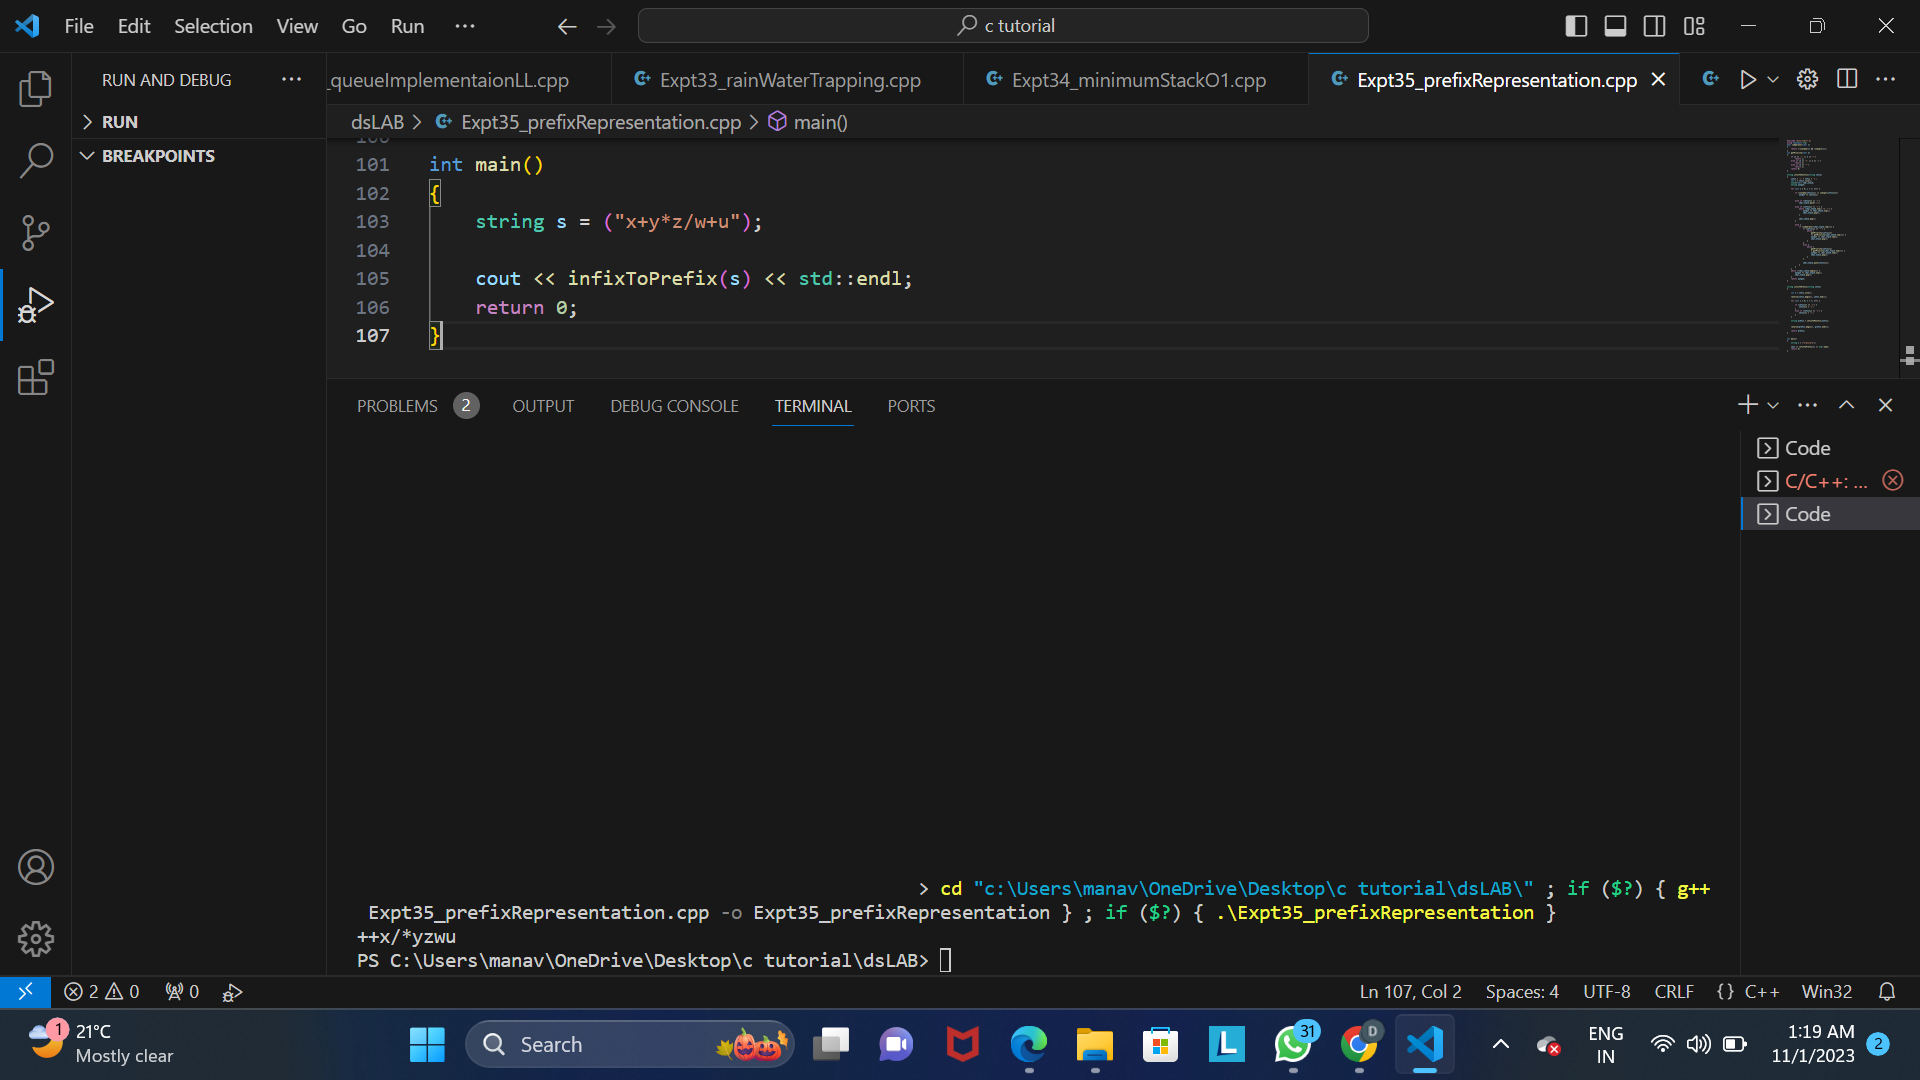 File Edit Selection View Go Run ··· c tutorial
RUN AND DEBUG ···
RUN
BREAKPOINTS
_queueImplementaionLL.cpp Expt33_rainWaterTrapping.cpp Expt34_minimumStackO1.cpp Expt35_prefixRepresentation.cpp
dsLAB > Expt35_prefixRepresentation.cpp > main()
101 int main()
102 {
103 string s = ("x+y*z/w+u");
104
105 cout << infixToPrefix(s) << std::endl;
106 return 0;
107 }
PROBLEMS 2 OUTPUT DEBUG CONSOLE TERMINAL PORTS
Code
C/C++: ...
Code
> cd "c:\Users\manav\OneDrive\Desktop\c tutorial\dsLAB\" ; if ($?) { g++
Expt35_prefixRepresentation.cpp -o Expt35_prefixRepresentation } ; if ($?) { .\Expt35_prefixRepresentation }
++x/*yzwu
PS C:\Users\manav\OneDrive\Desktop\c tutorial\dsLAB>
2 0 0 Ln 107, Col 2 Spaces: 4 UTF-8 CRLF {} C++ Win32
1 21°C
Mostly clear
Search
L
31
D
ENG
IN
1:19 AM
11/1/2023
2